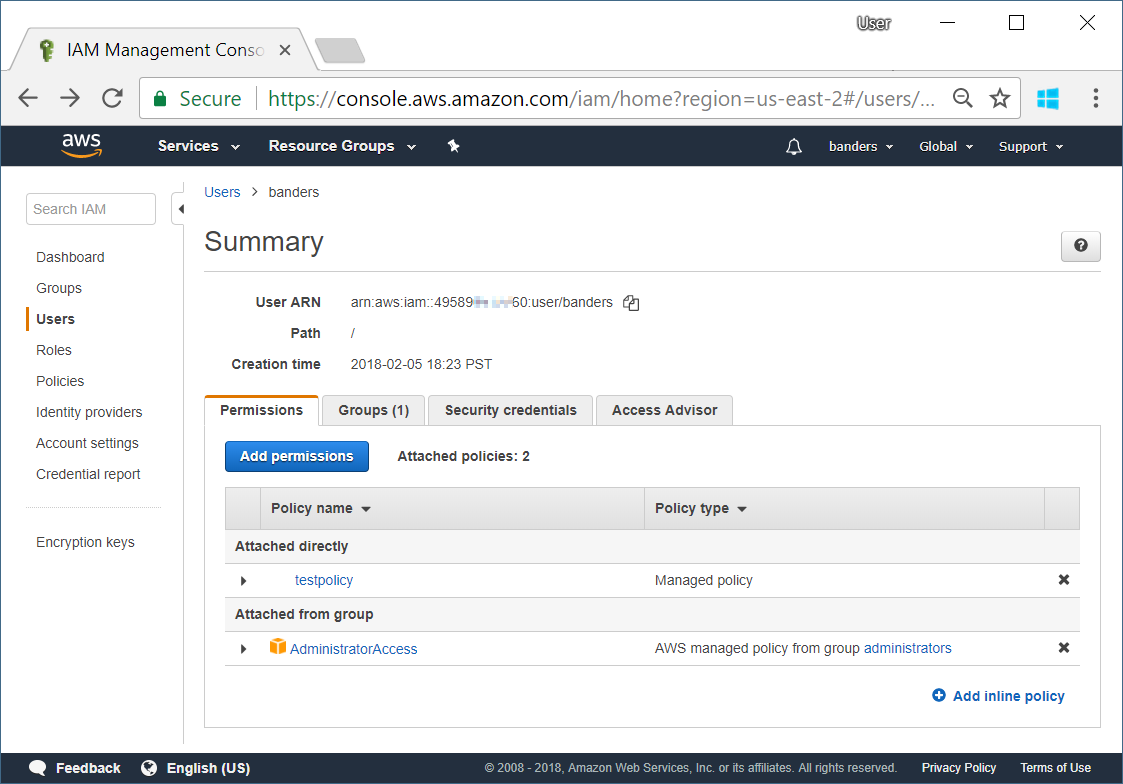 User
IAM Management Conso
Secure https://console.aws.amazon.com/iam/home?region=us-east-2#/users/...
aws Services Resource Groups banders Global Support
Search IAM
Dashboard
Groups
Users
Roles
Policies
Identity providers
Account settings
Credential report
Encryption keys
Users > banders
Summary
User ARN arn:aws:iam::49589 60:user/banders
Path /
Creation time 2018-02-05 18:23 PST
Permissions Groups (1) Security credentials Access Advisor
Add permissions Attached policies: 2
Policy name Policy type
Attached directly
testpolicy Managed policy
Attached from group
AdministratorAccess AWS managed policy from group administrators
Add inline policy
Feedback English (US) © 2008 - 2018, Amazon Web Services, Inc. or its affiliates. All rights reserved. Privacy Policy Terms of Use